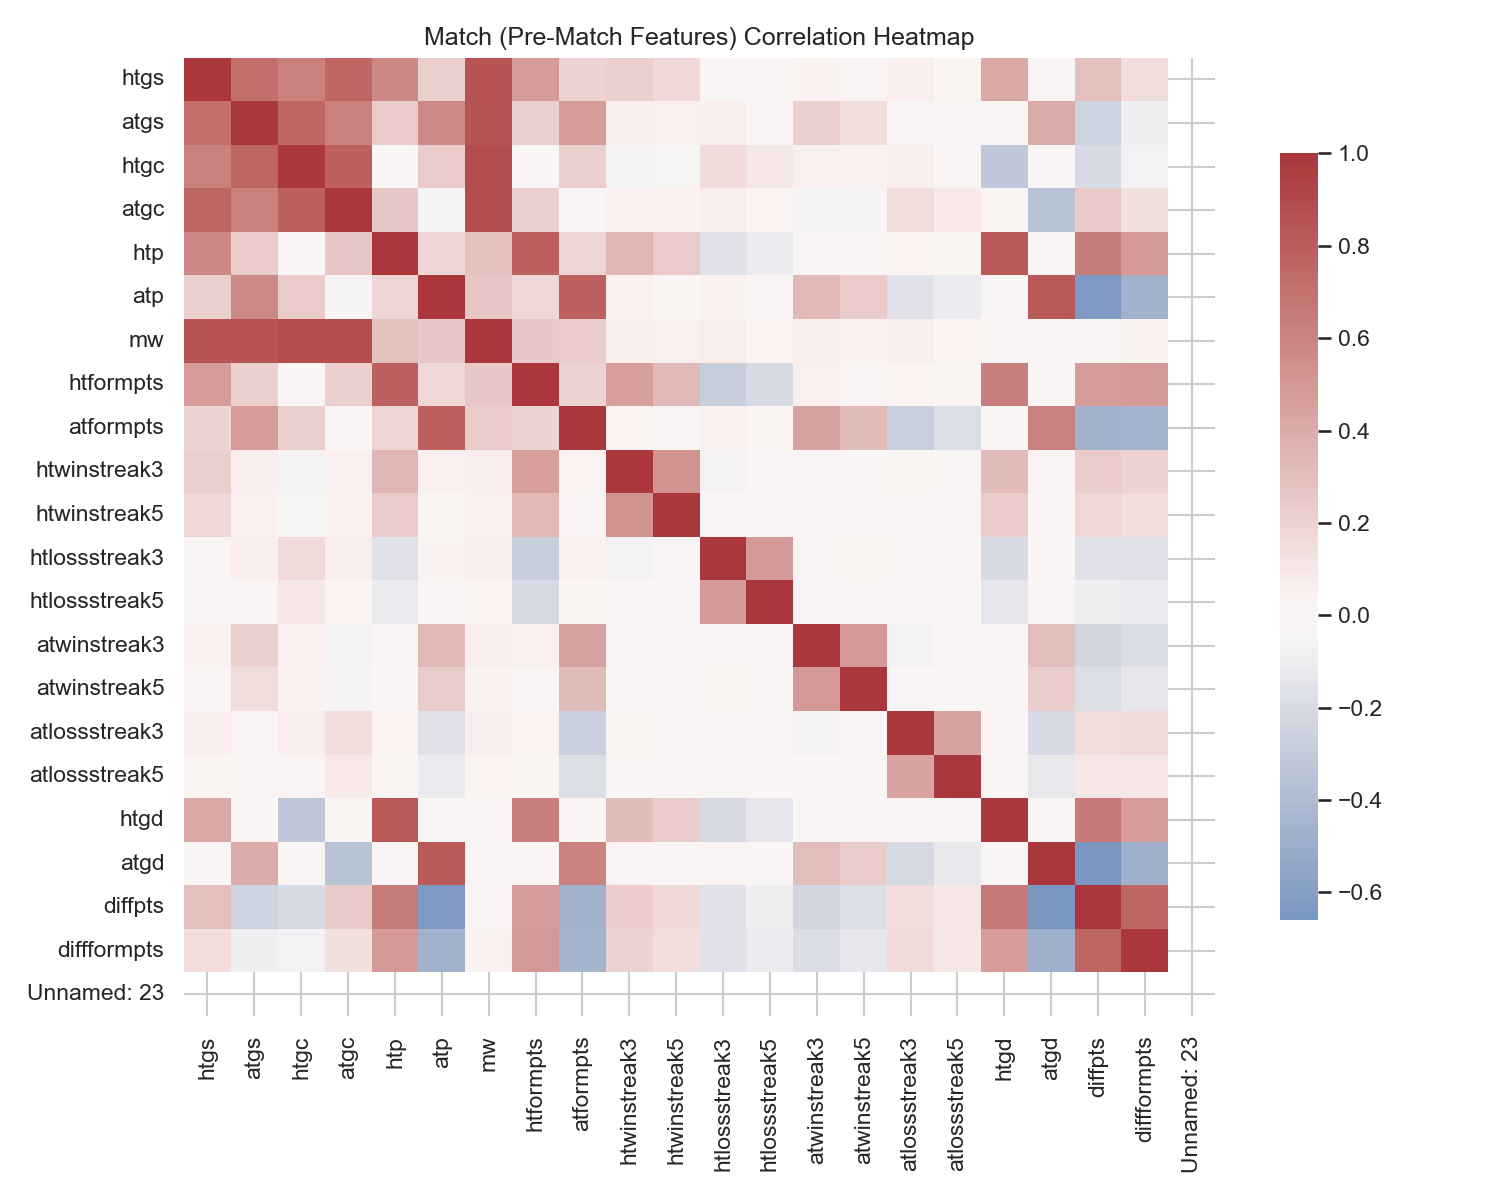 Match (Pre-Match Features) Correlation Heatmap
htgs
atgs
htgc
atgc
htp
atp
mw
htformpts
atformpts
htwinstreak3
htwinstreak5
htlossstreak3
htlossstreak5
atwinstreak3
atwinstreak5
atlossstreak3
atlossstreak5
htgd
atgd
diffpts
diffformpts
Unnamed: 23
htgs
atgs
htgc
atgc
htp
atp
mw
htformpts
atformpts
htwinstreak3
htwinstreak5
htlossstreak3
htlossstreak5
atwinstreak3
atwinstreak5
atlossstreak3
atlossstreak5
htgd
atgd
diffpts
diffformpts
Unnamed: 23
1.0
0.8
0.6
0.4
0.2
0.0
−0.2
−0.4
−0.6